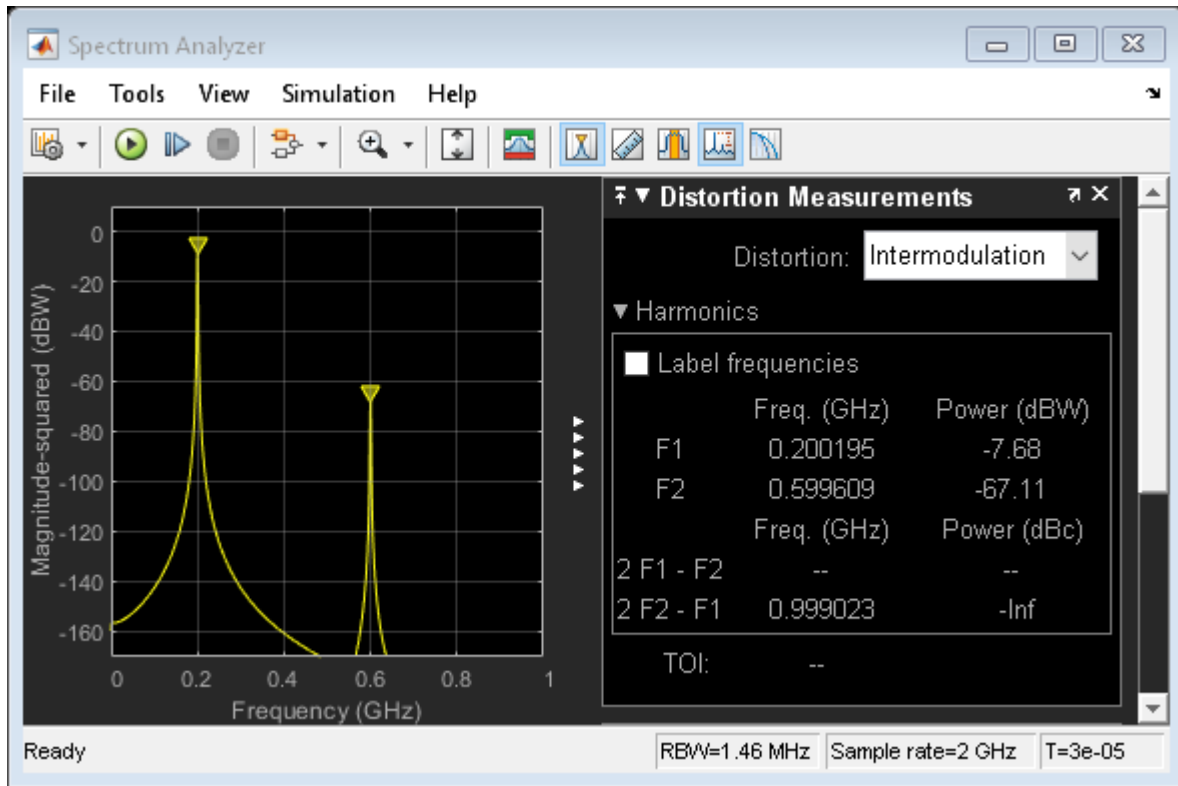 Spectrum Analyzer
File Tools View Simulation Help
Distortion Measurements
Distortion: Intermodulation
Harmonics
Label frequencies
Freq. (GHz) Power (dBW)
F1 0.200195 -7.68
F2 0.599609 -67.11
Freq. (GHz) Power (dBc)
2 F1 - F2 -- --
2 F2 - F1 0.999023 -Inf
TOI: --
Magnitude-squared (dBW)
0
-20
-40
-60
-80
-100
-120
-140
-160
0 0.2 0.4 0.6 0.8 1
Frequency (GHz)
Ready RBW=1.46 MHz Sample rate=2 GHz T=3e-05